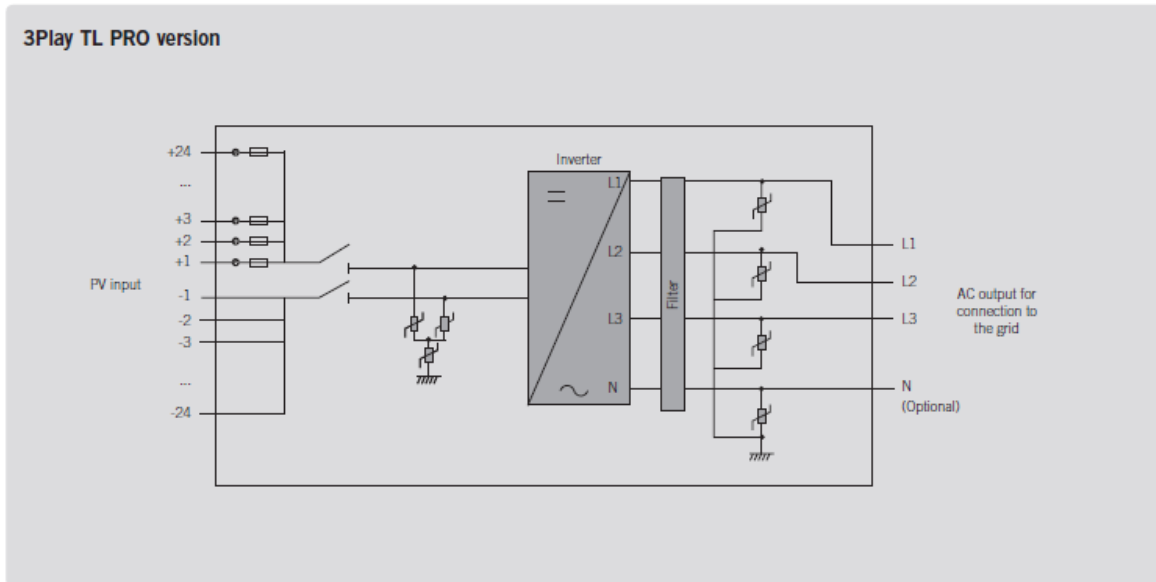 3Play TL PRO version
+24
...
+3
+2
+1
PV input
-1
-2
-3
...
-24
Inverter
L1
L2
L3
N
Filter
L1
L2
L3
N
(Optional)
AC output for
connection to
the grid